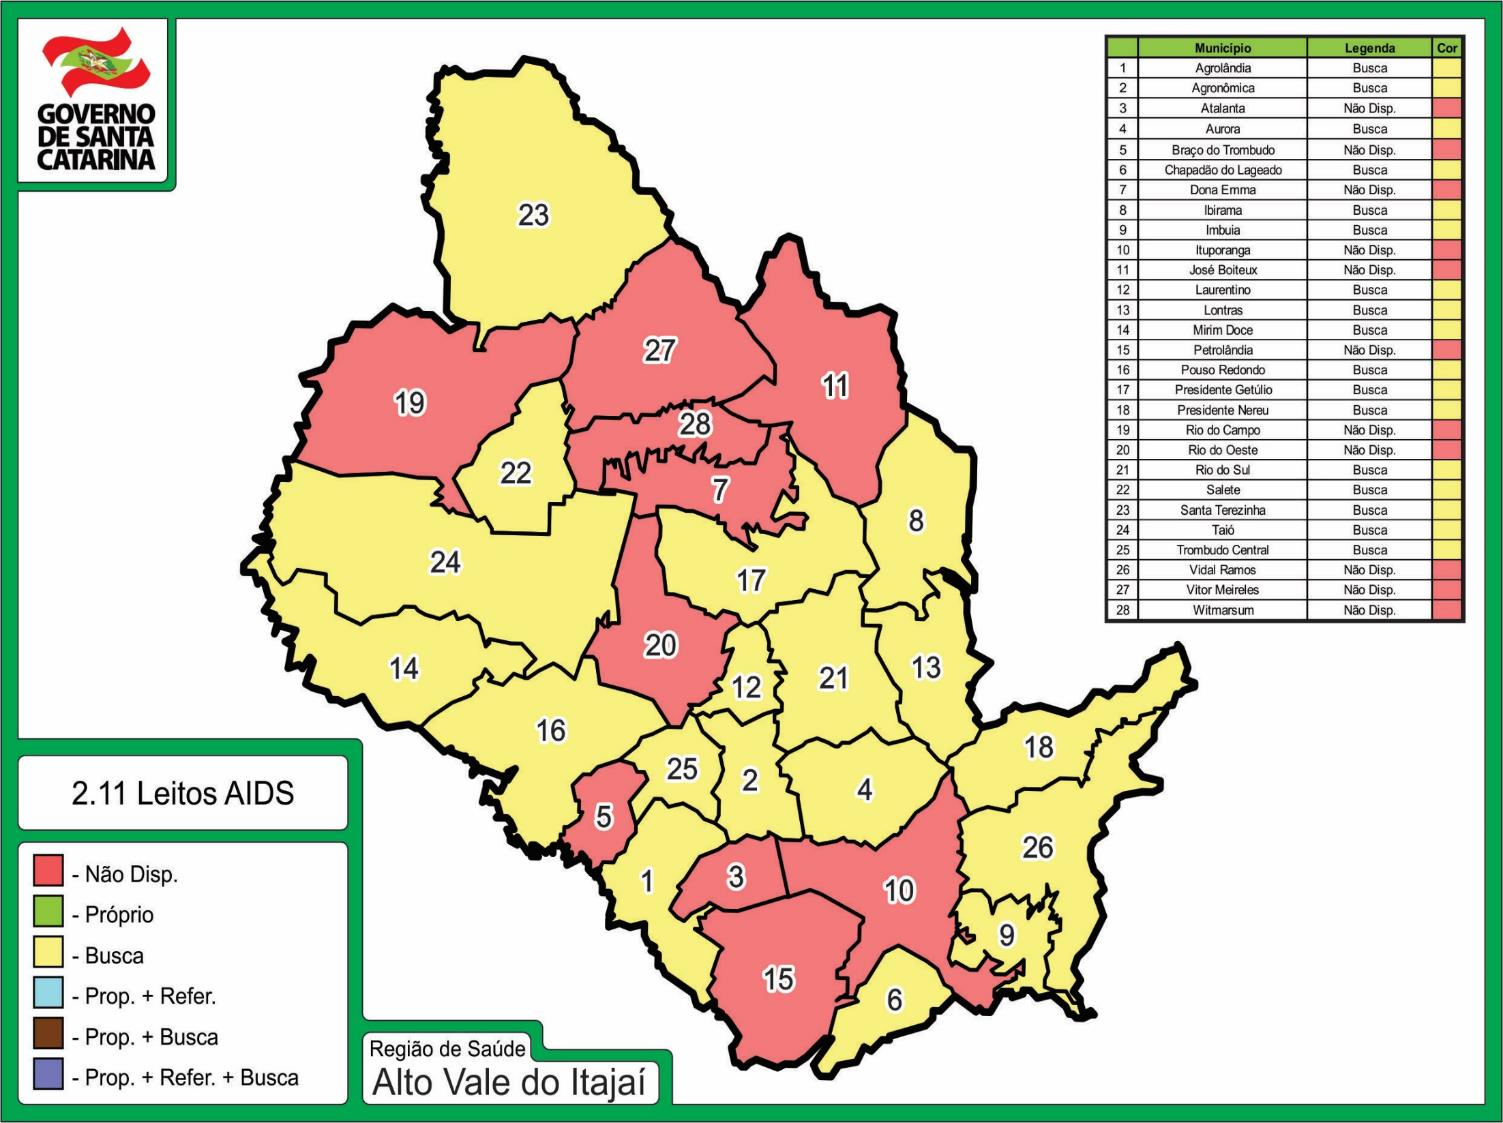 GOVERNO
DE SANTA
CATARINA
Município Legenda Cor
1 Agrolândia Busca
2 Agronômica Busca
3 Atalanta Não Disp.
4 Aurora Busca
5 Braço do Trombudo Não Disp.
6 Chapadão do Lageado Busca
7 Dona Emma Não Disp.
8 Ibirama Busca
9 Imbuia Busca
10 Ituporanga Não Disp.
11 José Boiteux Não Disp.
12 Laurentino Busca
13 Lontras Busca
14 Mirim Doce Busca
15 Petrolândia Não Disp.
16 Pouso Redondo Busca
17 Presidente Getúlio Busca
18 Presidente Nereu Busca
19 Rio do Campo Não Disp.
20 Rio do Oeste Não Disp.
21 Rio do Sul Busca
22 Salete Busca
23 Santa Terezinha Busca
24 Taió Busca
25 Trombudo Central Busca
26 Vidal Ramos Não Disp.
27 Vitor Meireles Não Disp.
28 Witmarsum Não Disp.
23
27
11
19
28
22
7
8
24
17
20
14
13
21
12
16
18
25
2
4
5
26
3
1
10
9
15
6
2.11 Leitos AIDS
- Não Disp.
- Próprio
- Busca
- Prop. + Refer.
- Prop. + Busca
- Prop. + Refer. + Busca
Região de Saúde
Alto Vale do Itajaí